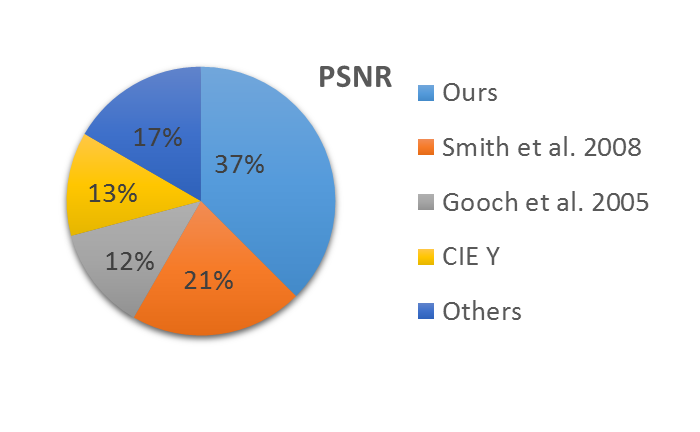 PSNR
37%
21%
12%
13%
17%
Ours
Smith et al. 2008
Gooch et al. 2005
CIE Y
Others